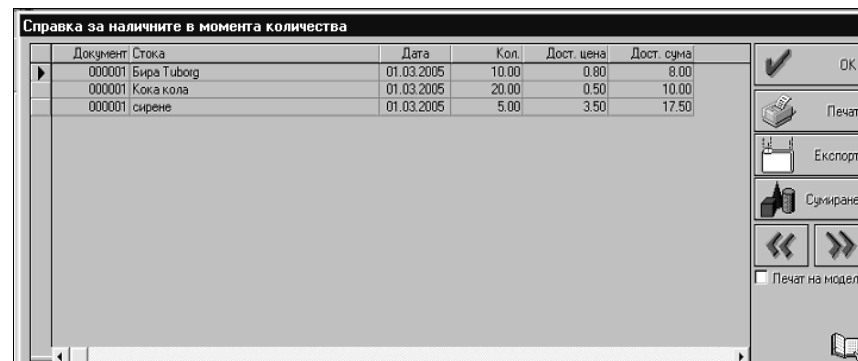 Справка за наличните в момента количества
Документ Стока Дата Кол. Дост. цена Дост. сума
000001 Бира Tuborg 01.03.2005 10.00 0.80 8.00
000001 Кока кола 01.03.2005 20.00 0.50 10.00
000001 сирене 01.03.2005 5.00 3.50 17.50
OK
Печат
Експорт
Сумиране
Печат на модел